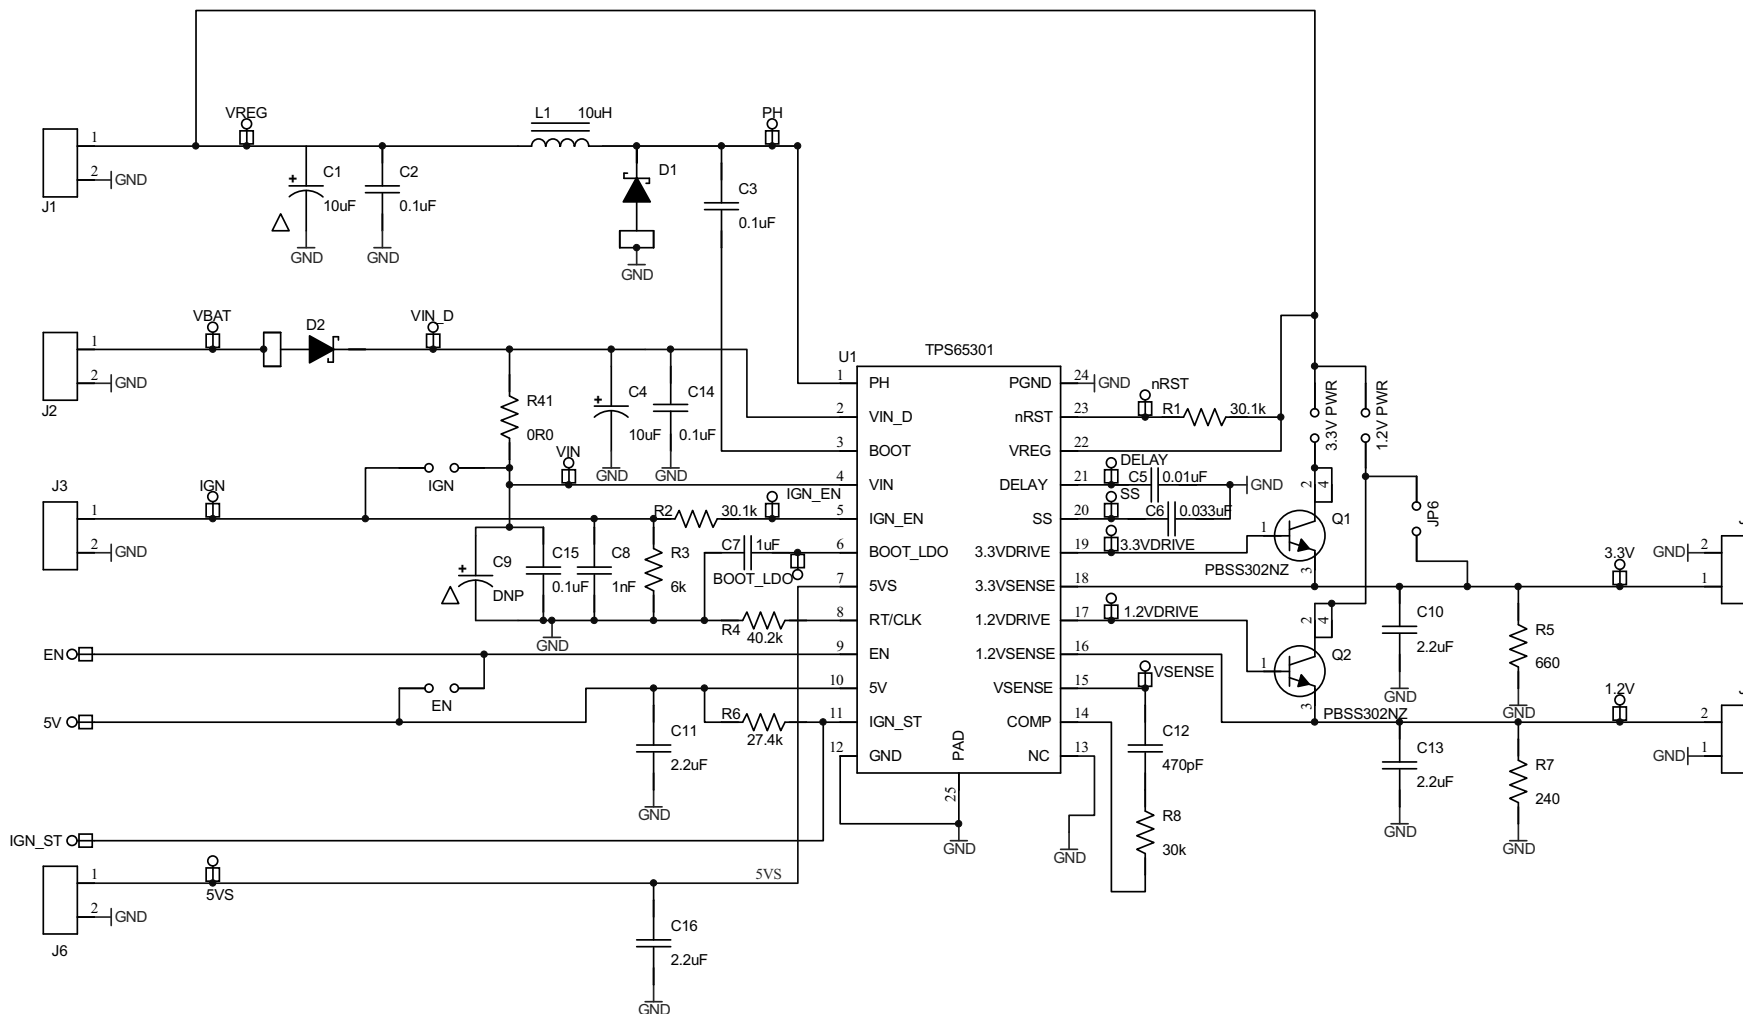 VREG
L1 10uH
PH
1
2 GND
J1
C1
10uF
GND
C2
0.1uF
GND
D1
GND
C3
0.1uF
VBAT
D2
VIN_D
1
2 GND
J2
R41
0R0
C4
10uF
GND
C14
0.1uF
GND
U1
TPS65301
1 PH
2 VIN_D
3 BOOT
4 VIN
5 IGN_EN
6 BOOT_LDO
7 5VS
8 RT/CLK
9 EN
10 5V
11 IGN_ST
12 GND
PAD
25
GND
PGND 24 GND
nRST 23
VREG 22
DELAY 21
SS 20
3.3VDRIVE 19
3.3VSENSE 18
1.2VDRIVE 17
1.2VSENSE 16
VSENSE 15
COMP 14
NC 13
GND
nRST
R1 30.1k
DELAY
C5 0.01uF
GND
SS
C6 0.033uF
3.3VDRIVE
1.2VDRIVE
VSENSE
C12
470pF
R8
30k
3.3V PWR
1.2V PWR
JP6
2 4
1
Q1
3
PBSS302NZ
2 4
1
Q2
3
PBSS302NZ
C10
2.2uF
GND
R5
660
GND
3.3V
GND 2
1
J
C13
2.2uF
GND
R7
240
GND
1.2V
2
GND 1
J
J3
IGN
1
2 GND
IGN
VIN
IGN_EN
R2 30.1k
C9
DNP
C15
0.1uF
C8
1nF
R3
6k
C7 1uF
BOOT_LDO
R4
40.2k
GND
EN
EN
5V
C11
2.2uF
GND
R6
27.4k
IGN_ST
1
2 GND
J6
5VS
5VS
C16
2.2uF
GND